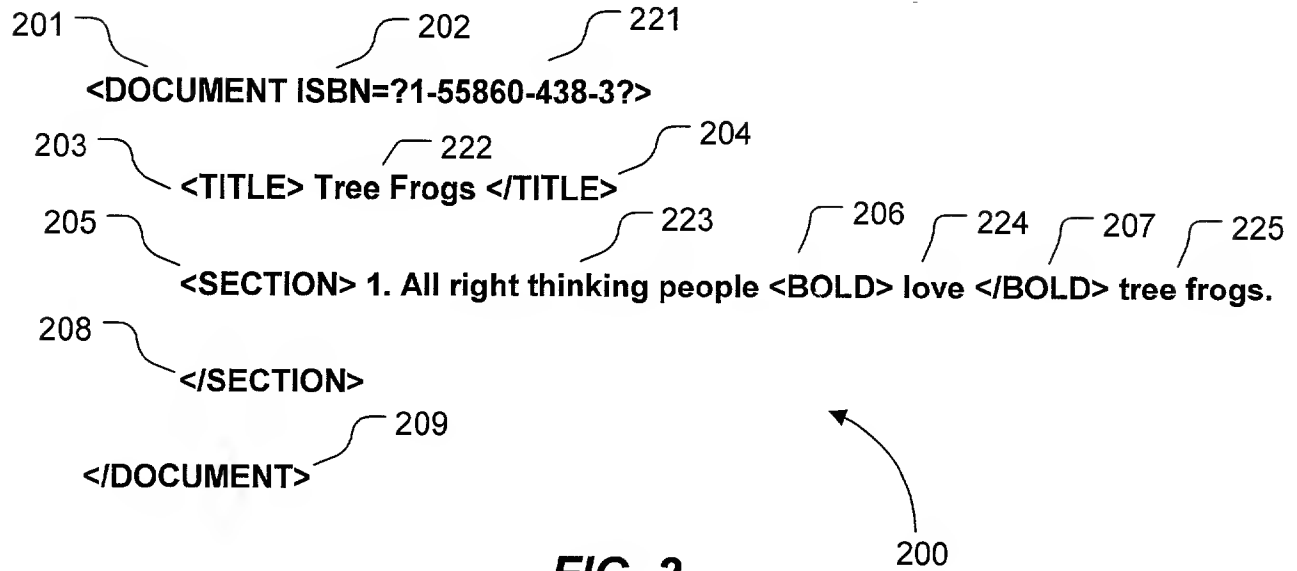 201 202 221
<DOCUMENT ISBN=?1-55860-438-3?>
203 222 204
<TITLE> Tree Frogs </TITLE>
205 223 206 224 207 225
<SECTION> 1. All right thinking people <BOLD> love </BOLD> tree frogs.
208
</SECTION>
209
</DOCUMENT>
200
FIG. 2